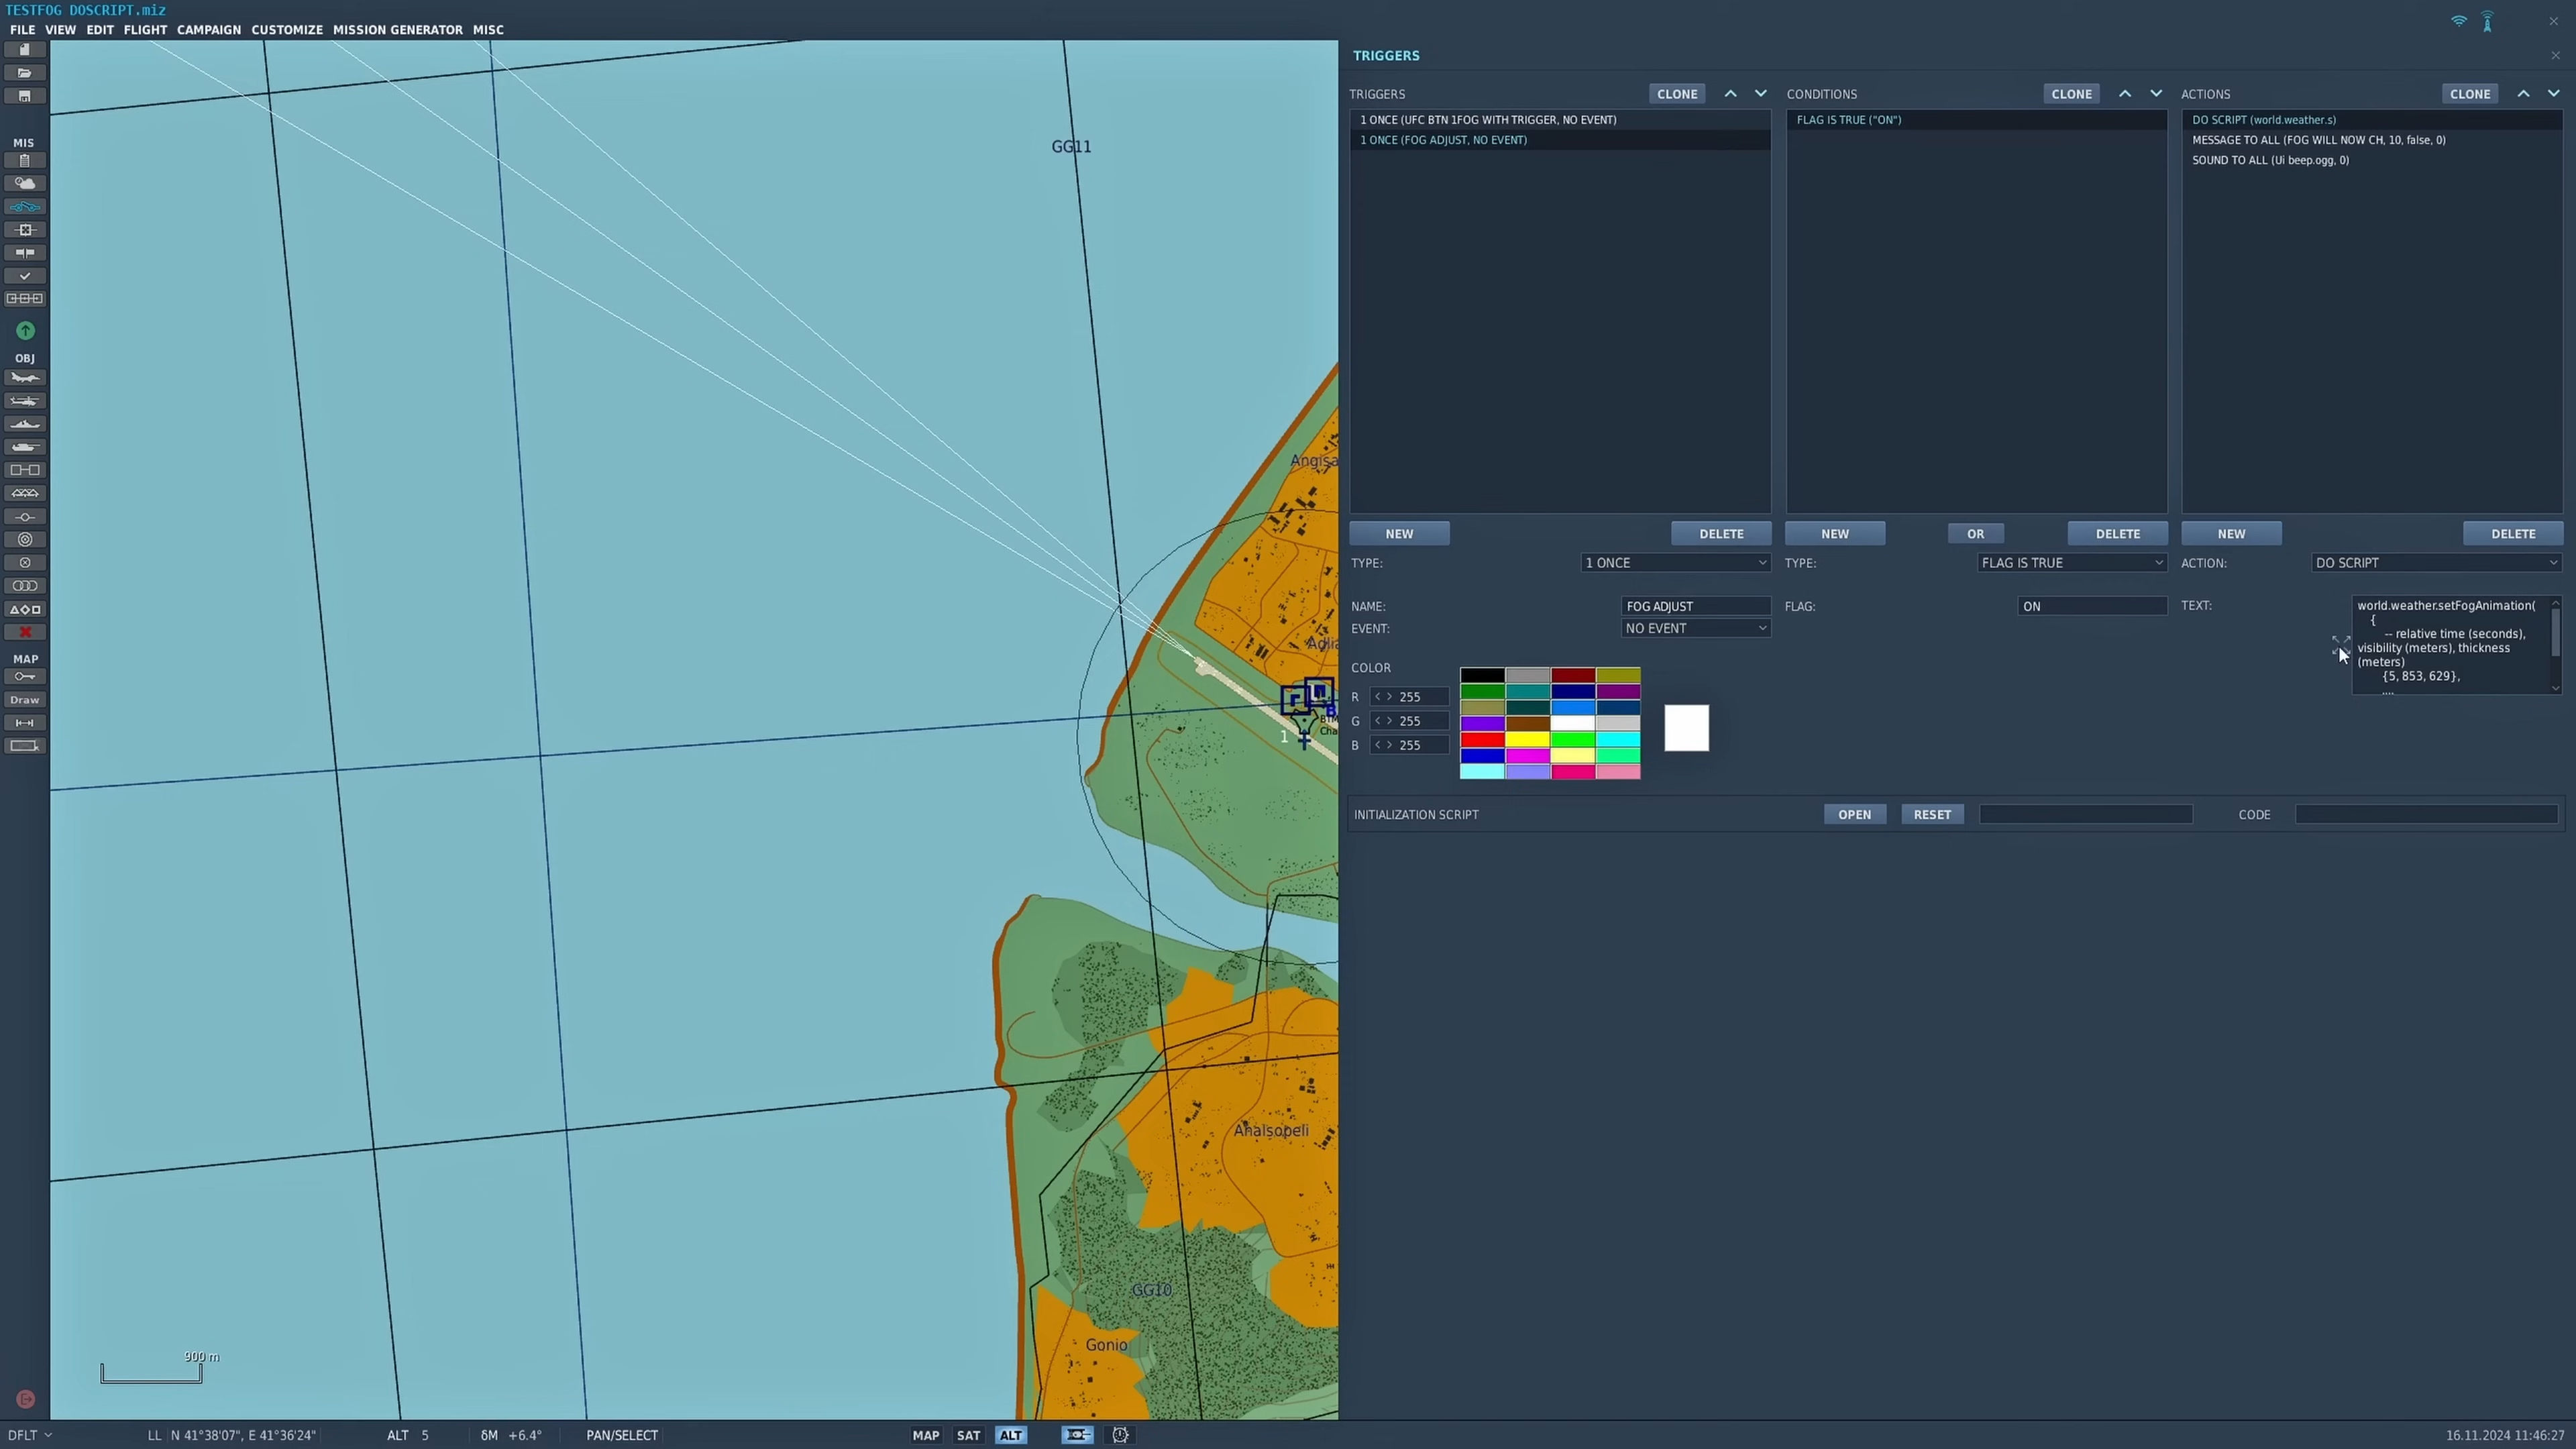 TESTFOG DOSCRIPT.miz
FILE VIEW EDIT FLIGHT CAMPAIGN CUSTOMIZE MISSION GENERATOR MISC
MIS
OBJ
MAP
Draw
GG11
Angisa
Adlia
1
Cha
Ahalsopeli
GG10
Gonio
900 m
TRIGGERS
TRIGGERS CLONE
1 ONCE (UFC BTN 1FOG WITH TRIGGER, NO EVENT)
1 ONCE (FOG ADJUST, NO EVENT)
NEW DELETE
TYPE: 1 ONCE
NAME: FOG ADJUST
EVENT: NO EVENT
COLOR
R < > 255
G < > 255
B < > 255
CONDITIONS CLONE
FLAG IS TRUE ("ON")
NEW OR DELETE
TYPE: FLAG IS TRUE
FLAG: ON
ACTIONS CLONE
DO SCRIPT (world.weather.s)
MESSAGE TO ALL (FOG WILL NOW CH, 10, false, 0)
SOUND TO ALL (Ui beep.ogg, 0)
NEW DELETE
ACTION: DO SCRIPT
TEXT: world.weather.setFogAnimation(
{
-- relative time (seconds),
visibility (meters), thickness
(meters)
{5, 853, 629},
INITIALIZATION SCRIPT OPEN RESET CODE
DFLT LL N 41°38'07", E 41°36'24" ALT 5 δM +6.4° PAN/SELECT MAP SAT ALT 16.11.2024 11:46:27